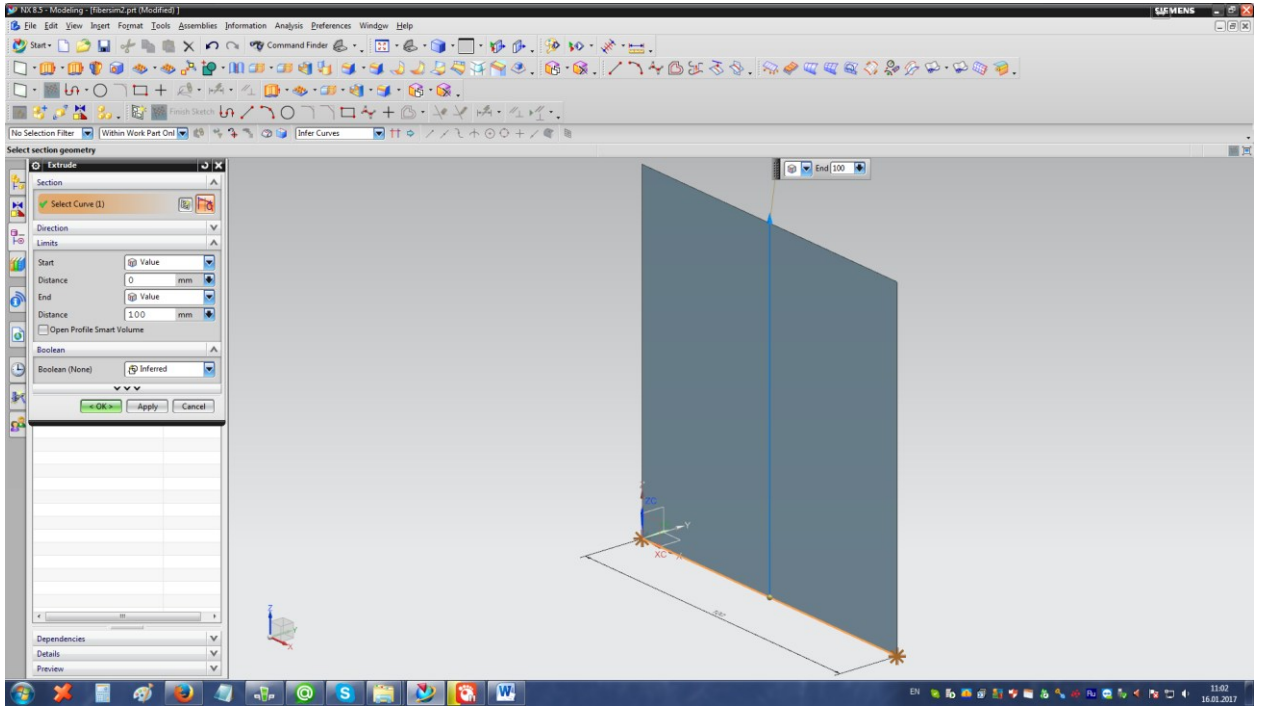 NX 8.5 - Modeling - [fibersim2.prt (Modified) ]
SIEMENS
File Edit View Insert Format Tools Assemblies Information Analysis Preferences Window Help
Start Command Finder
Finish Sketch
No Selection Filter Within Work Part Onl Infer Curves
Select section geometry
Extrude
Section
Select Curve (1)
Direction
Limits
Start Value
Distance 0 mm
End Value
Distance 100 mm
Open Profile Smart Volume
Boolean
Boolean (None) Inferred
< OK > Apply Cancel
Dependencies
Details
Preview
End 100
ZC
Y
XC
Z
X
EN
11:02
16.01.2017